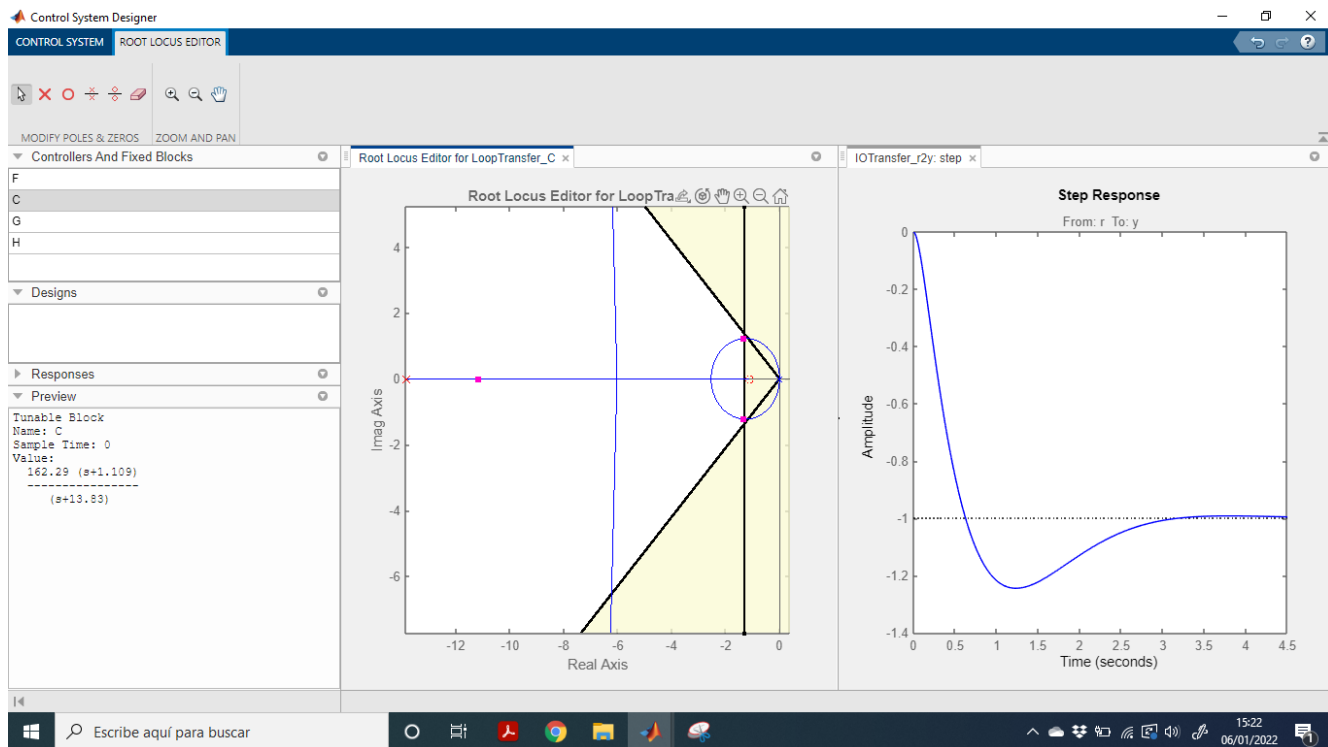 Control System Designer
CONTROL SYSTEM
ROOT LOCUS EDITOR
MODIFY POLES & ZEROS
ZOOM AND PAN
Controllers And Fixed Blocks
F
C
G
H
Designs
Responses
Preview
Tunable Block
Name: C
Sample Time: 0
Value:
162.29 (s+1.109)
----------------
(s+13.83)
Root Locus Editor for LoopTransfer_C ×
Root Locus Editor for LoopTra
4
2
0
-2
-4
-6
Imag Axis
-12 -10 -8 -6 -4 -2 0
Real Axis
IOTransfer_r2y: step ×
Step Response
From: r To: y
0
-0.2
-0.4
-0.6
-0.8
-1
-1.2
-1.4
Amplitude
0 0.5 1 1.5 2 2.5 3 3.5 4 4.5
Time (seconds)
Escribe aquí para buscar
15:22
06/01/2022